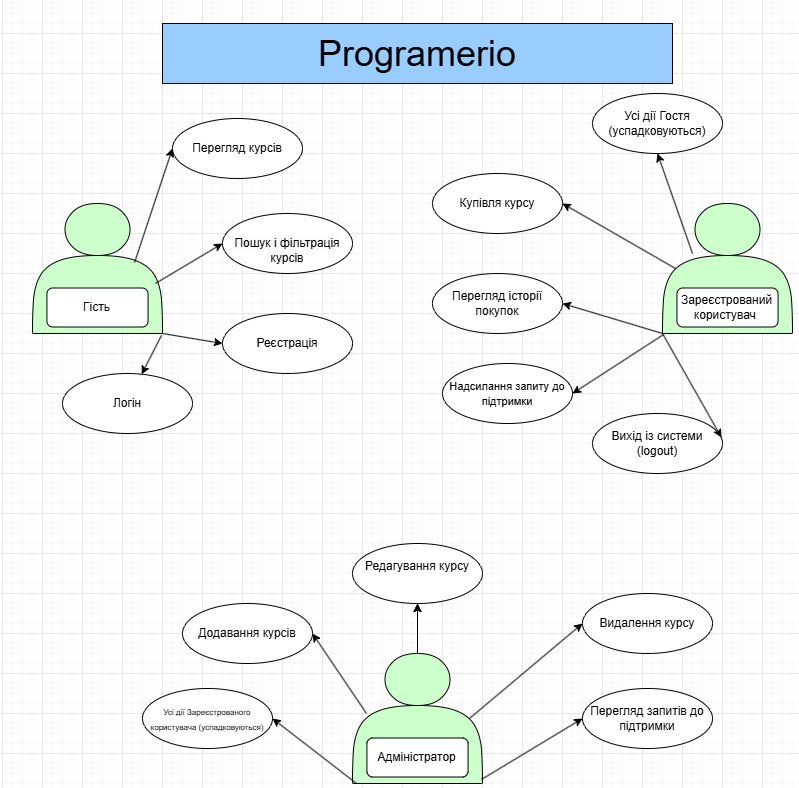 Programerio
Усі дії Гостя
(успадковуються)
Перегляд курсів
Купівля курсу
Пошук і фільтрація
курсів
Гість
Перегляд історії
покупок
Зареєстрований
користувач
Реєстрація
Логін
Надсилання запиту до
підтримки
Вихід із системи
(logout)
Редагування курсу
Додавання курсів
Видалення курсу
Усі дії Зареєстрованого
користувача (успадковуються)
Перегляд запитів до
підтримки
Адміністратор